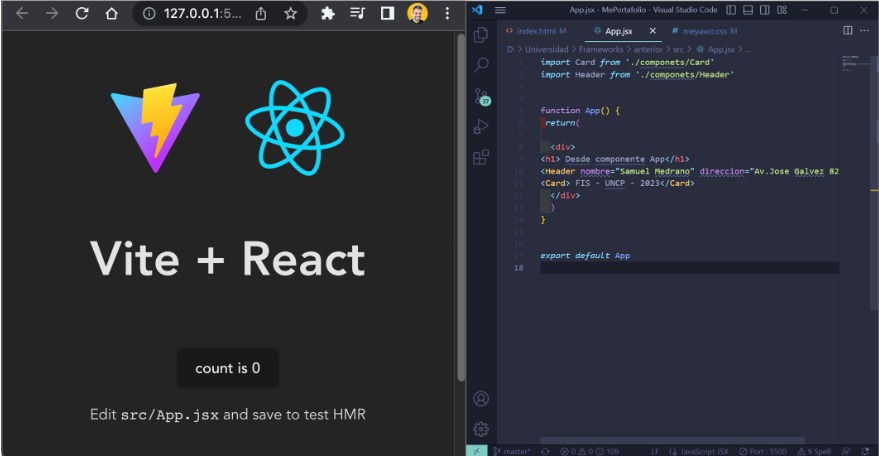 127.0.0.1:5...
Vite + React
count is 0
Edit src/App.jsx and save to test HMR
App.jsx - MePortafolio - Visual Studio Code
index.html M
App.jsx
meyawo.css M
D: > Universidad > Frameworks > anterior > src > App.jsx > ...
1 import Card from './componets/Card'
2 import Header from './componets/Header'
3
4
5 function App() {
6 return(
7
8 <div>
9 <h1> Desde componente App</h1>
10 <Header nombre="Samuel Medrano" direccion="Av.Jose Galvez 82
11 <Card> FIS - UNCP - 2023</Card>
12 </div>
13 )
14 }
15
16
17 export default App
18
37
master* 0 0 109 LF JavaScript JSX Port : 5500 9 Spell